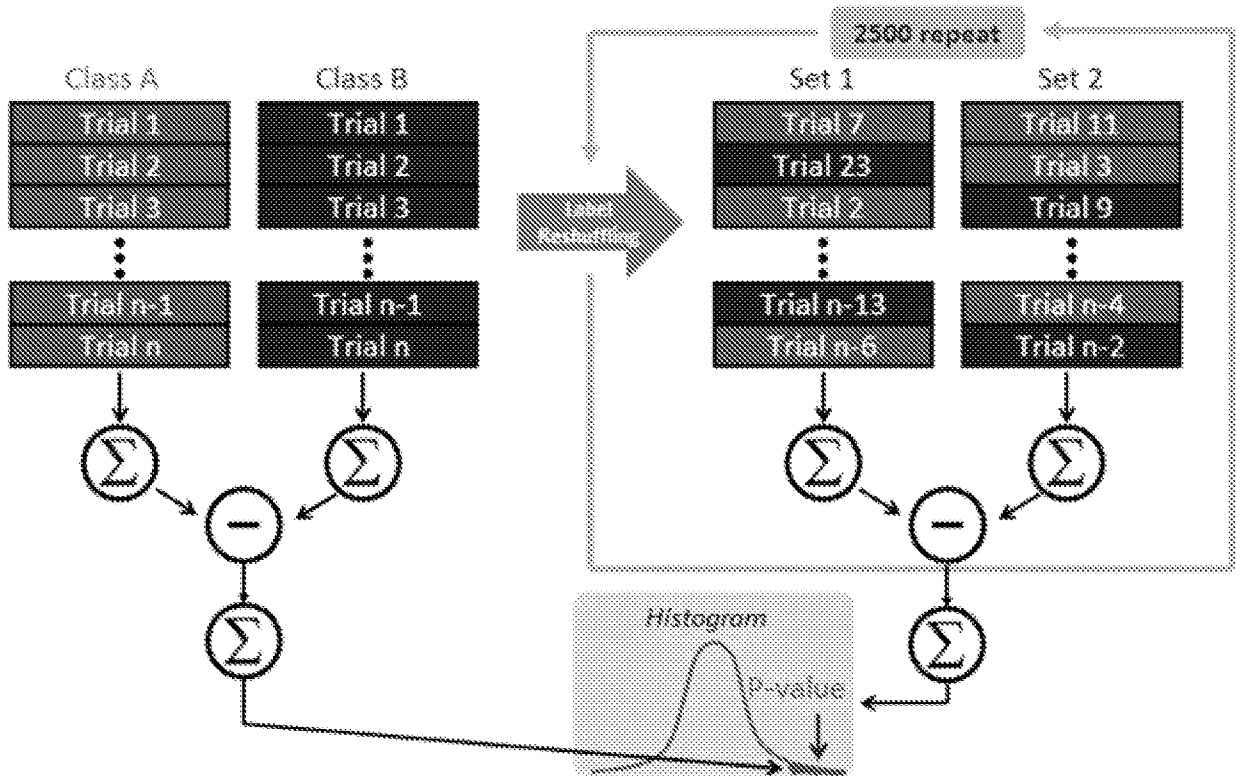 2500 repeat
Class A
Class B
Set 1
Set 2
Trial 1
Trial 1
Trial 7
Trial 11
Trial 2
Trial 2
Trial 23
Trial 3
Trial 3
Trial 3
Label
Reshuffling
Trial 2
Trial 9
Trial n-1
Trial n-1
Trial n-13
Trial n-4
Trial n
Trial n
Trial n-6
Trial n-2
Σ
Σ
Σ
Σ
−
−
Σ
Σ
Histogram
P-value